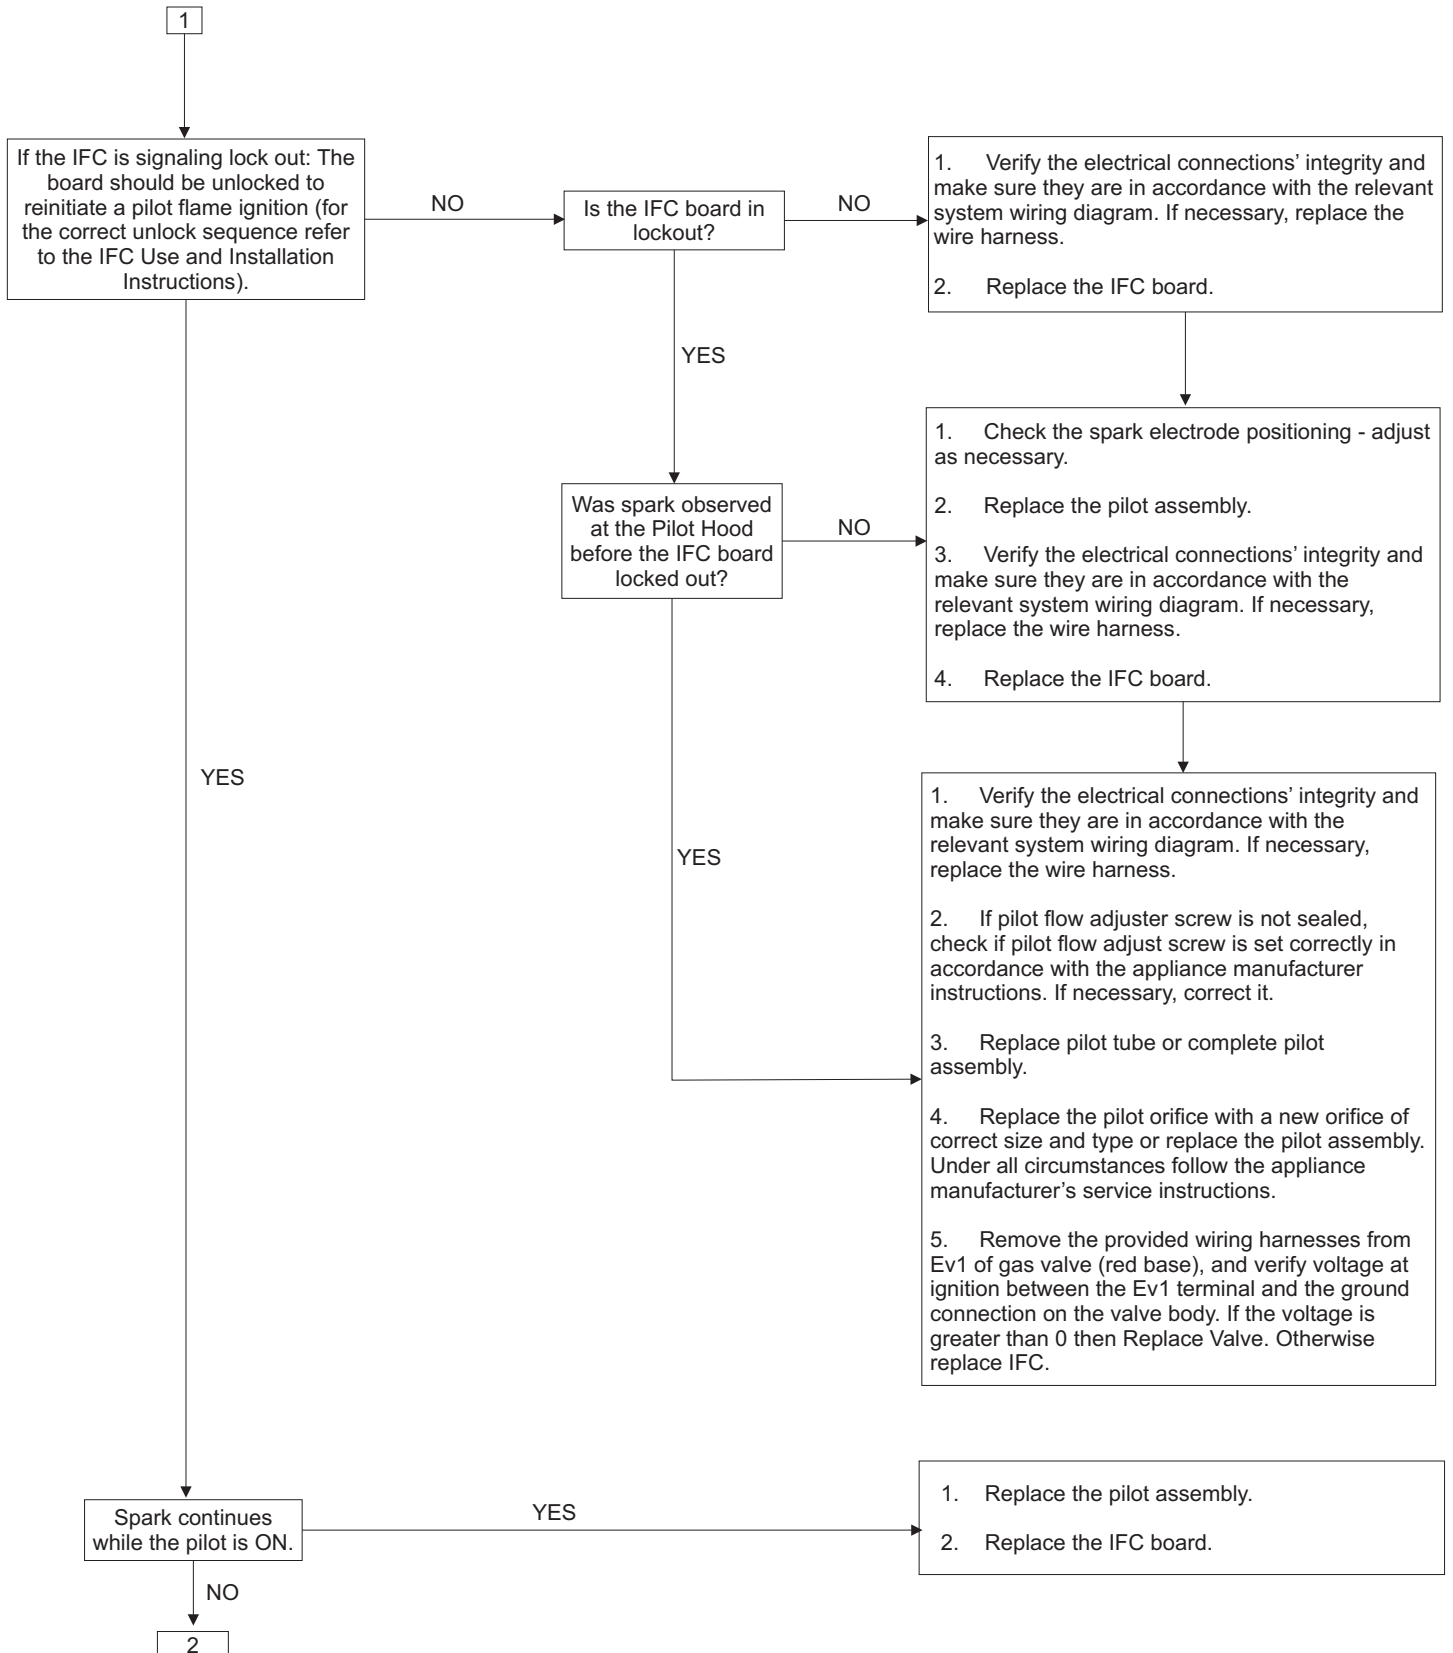 1
If the IFC is signaling lock out: The
board should be unlocked to
reinitiate a pilot flame ignition (for
the correct unlock sequence refer
to the IFC Use and Installation
Instructions).
NO
Is the IFC board in
lockout?
NO
1. Verify the electrical connections’ integrity and
make sure they are in accordance with the relevant
system wiring diagram. If necessary, replace the
wire harness.
2. Replace the IFC board.
YES
1. Check the spark electrode positioning - adjust
as necessary.
2. Replace the pilot assembly.
3. Verify the electrical connections’ integrity and
make sure they are in accordance with the
relevant system wiring diagram. If necessary,
replace the wire harness.
4. Replace the IFC board.
Was spark observed
at the Pilot Hood
before the IFC board
locked out?
NO
YES
YES
1. Verify the electrical connections’ integrity and
make sure they are in accordance with the
relevant system wiring diagram. If necessary,
replace the wire harness.
2. If pilot flow adjuster screw is not sealed,
check if pilot flow adjust screw is set correctly in
accordance with the appliance manufacturer
instructions. If necessary, correct it.
3. Replace pilot tube or complete pilot
assembly.
4. Replace the pilot orifice with a new orifice of
correct size and type or replace the pilot assembly.
Under all circumstances follow the appliance
manufacturer’s service instructions.
5. Remove the provided wiring harnesses from
Ev1 of gas valve (red base), and verify voltage at
ignition between the Ev1 terminal and the ground
connection on the valve body. If the voltage is
greater than 0 then Replace Valve. Otherwise
replace IFC.
Spark continues
while the pilot is ON.
YES
1. Replace the pilot assembly.
2. Replace the IFC board.
NO
2